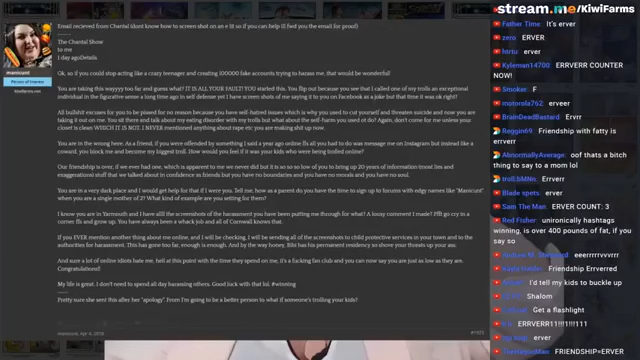 stream.me/KiwiFarms
Email recieved from Chantal (dont know how to screen shot on an e I8 so if you can help ill fwd you the email for proof)
The Chantal Show
to me
1 day agoDetails
Ok, so if you could stop acting like a crazy teenager and creating 100000 fake accounts trying to harass me, that would be wonderful!
You are taking this wayyyy too far and guess what? IT IS ALL YOUR FAULT! YOU started this. You flip out because you see that I called one of my trolls an exceptional
individual in the figurative sense a long time ago in self defense yet I have screen shots of me saying it to you on Facebook as a joke but that time it was ok right?
All bullshit excuses for you to be pissed for no reason because you have self-hatred issues which is why you used to cut yourself and threaten suicide and now you are
taking it out on me. You sit there and talk about my eating disorder with my trolls but what about the self-harm you used to do? Again, don't come for me unless your
closet is clean WHICH IT IS NOT. I NEVER mentioned anything about rape etc you are making shit up now.
You are in the wrong here. As a friend, if you were offended by something I said a year ago online ffs all you had to do was message me on Instagram but instead like a
coward, you block me and become my biggest troll. How would you feel if it was your kids who were being trolled online?
Our friendship is over, if we ever had one, which is apparent to me we never did but it is so so so low of you to bring up 20 years of information (most lies and
exaggerations) stuff that we talked about in confidence as friends but you have no boundaries and you have no morals and you have no soul.
You are in a very dark place and I would get help for that if I were you. Tell me, how as a parent do you have the time to sign up to forums with edgy names like "Manicunt"
when you are a single mother of 2? What kind of example are you setting for them?
I know you are in Yarmouth and I have all the screenshots of the harassment you have been putting me through for what? A lousy comment I made? Pfft go cry in a
corner ffs and grow up. You have always been a whack job and all of Cornwall knows that.
If you EVER mention another thing about me online, and I will be checking, I will be sending all of the screenshots to child protective services in your town and to the
authorities for harassment. This has gone too far, enough is enough. And by the way honey, Bibi has his permanent residency so shove your threats up your ass.
And sure a lot of online idiots hate me, hell at this point with the time they spend on me, it's a fucking fan club and you can now say you are just as low as they are.
Congratulations!!
My life is great. I don't need to spend all day harassing others. Good luck with that lol. #winning
Pretty sure she sent this after her "apology". From I'm going to be a better person to what if someone's trolling your kids?
manicunt, Apr 4, 2018
#1935
manicunt
kiwifarms.net
Father Time It's erver
zero ERVER
Inrtu erver
Kyleman14700 ERRVERR COUNTER
NOW!
Smoker F
motorola762 erver
BrainDeadBastard Ervurr
Reggin69 Friendship with fatty is
errverr
AbnormallyAverage oof thats a bitch
thing to say to a mom lol
troll.bMNn Errverr
Blade spets erver
Sam The Man ERVER COUNT: 3
Red Fisher unironically hashtags
winning, is over 400 pounds of fat, if you
say so
eeerrrrvverrr
Friendship Errverred
I'd tell my kids to buckle up
Shalom
Get a flashlight
ERRVERR11!!!111
erver
FRIENDSHIP=ERVER